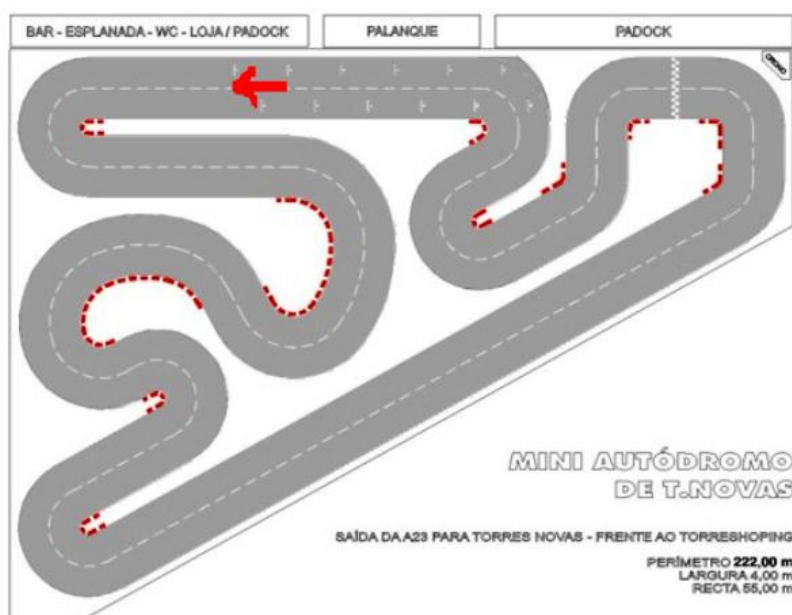 BAR - ESPLANADA - WC - LOJA / PADOCK
PALANQUE
PADOCK
CRONO
MINI AUTÓDROMO
DE T.NOVAS
SAÍDA DA A23 PARA TORRES NOVAS - FRENTE AO TORRESHOPING
PERÍMETRO 222,00 m
LARGURA 4,00 m
RECTA 55,00 m